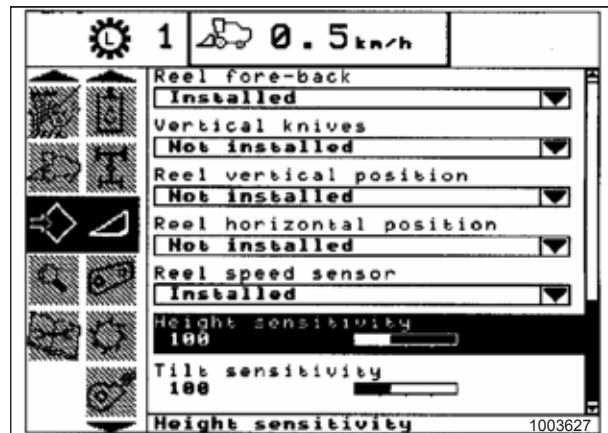 L
1
0.5km/h
Reel fore-back
Installed
Vertical knives
Not installed
Reel vertical position
Not installed
Reel horizontal position
Not installed
Reel speed sensor
Installed
Height sensitivity
100
Tilt sensitivity
100
Height sensitivity
1003627